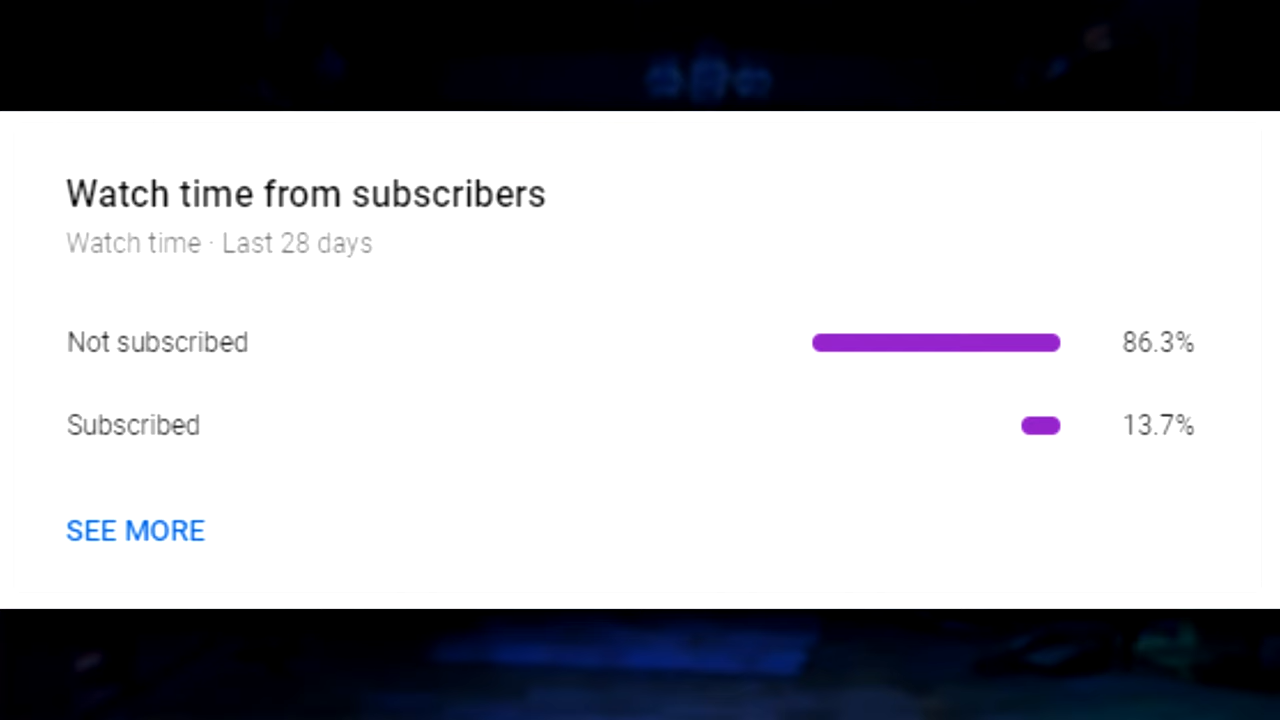 Watch time from subscribers
Watch time · Last 28 days
Not subscribed 86.3%
Subscribed 13.7%
SEE MORE